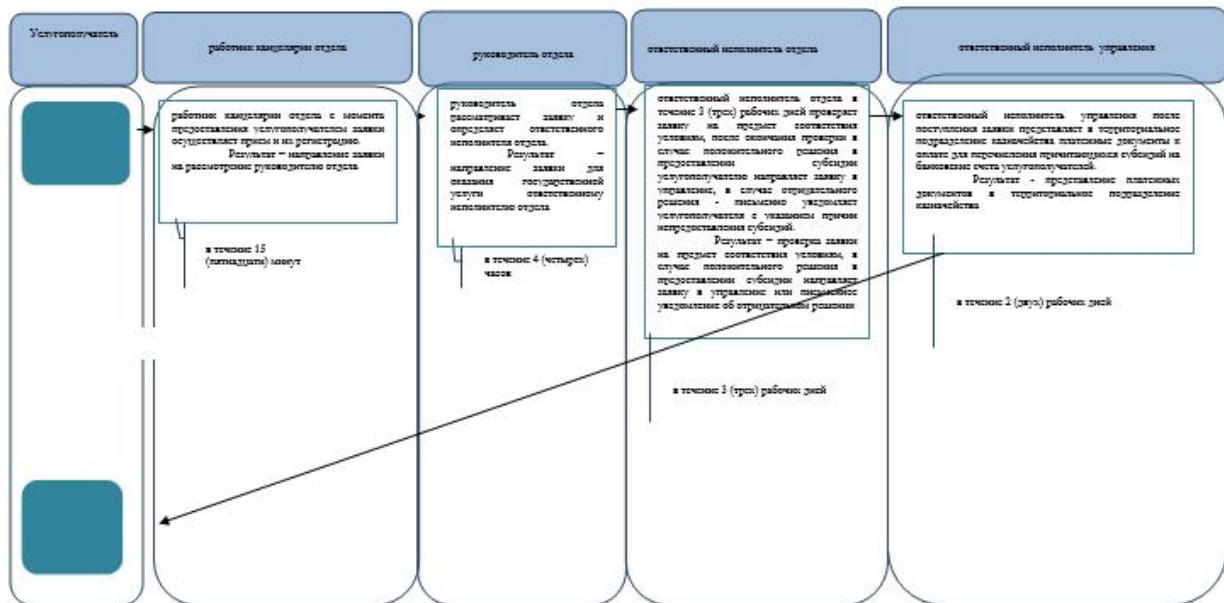 Услугополучатель
работник канцелярии отдела
руководитель отдела
ответственный исполнитель отдела
ответственный исполнитель управления
работник канцелярии отдела с момента
предоставления услугополучателем заявки
осуществляет прием и их регистрацию.
Результат – направление заявки
на рассмотрение руководителю отдела
в течение 15
(пятнадцати) минут
руководитель отдела
рассматривает заявку и
определяет ответственного
исполнителя отдела.
Результат –
направление заявки для
оказания государственной
услуги ответственному
исполнителю отдела
в течение 4 (четырех)
часов
ответственный исполнитель отдела в
течение 3 (трех) рабочих дней проверяет
заявку на предмет соответствия
условиям, после окончания проверки в
случае положительного решения в
предоставлении субсидии
услугополучателю направляет заявку в
управление, в случае отрицательного
решения - письменно уведомляет
услугополучателя с указанием причин
непредоставления субсидий.
Результат – проверка заявки
на предмет соответствия условиям, в
случае положительного решения в
предоставлении субсидии направляет
заявку в управление или письменное
уведомление об отрицательном решении
в течение 3 (трех) рабочих дней
ответственный исполнитель управления после
поступления заявки представляет в территориальное
подразделение казначейства платежные документы к
оплате для перечисления причитающихся субсидий на
банковские счета услугополучателей.
Результат - представление платежных
документов в территориальное подразделение
казначейства
в течение 2 (двух) рабочих дней